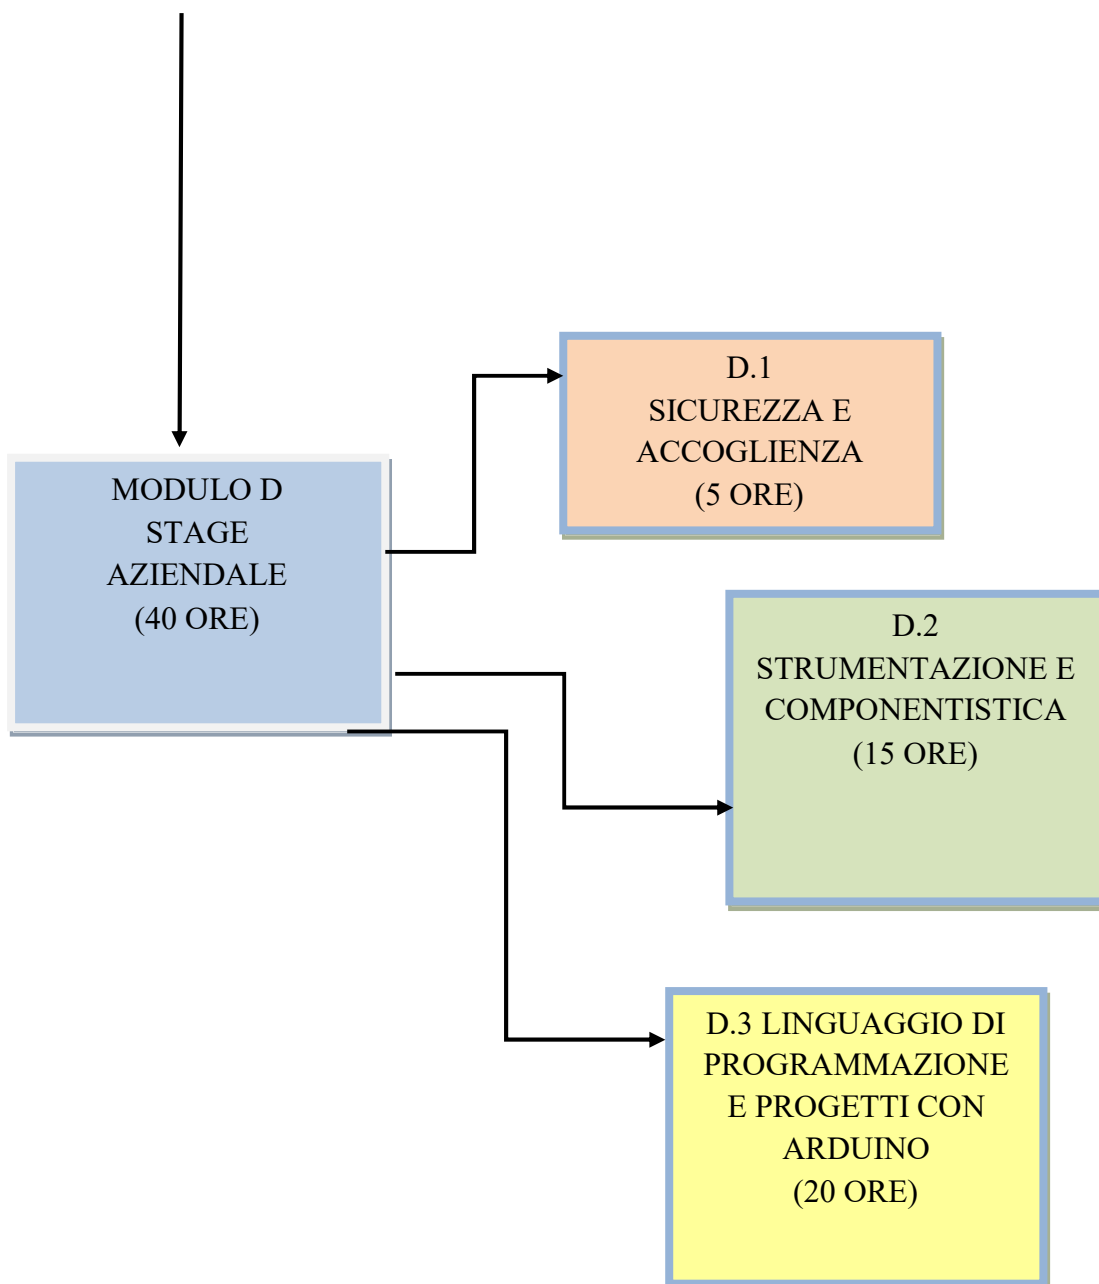 D.1
SICUREZZA E
ACCOGLIENZA
(5 ORE)
MODULO D
STAGE
AZIENDALE
(40 ORE)
D.2
STRUMENTAZIONE E
COMPONENTISTICA
(15 ORE)
D.3 LINGUAGGIO DI
PROGRAMMAZIONE
E PROGETTI CON
ARDUINO
(20 ORE)